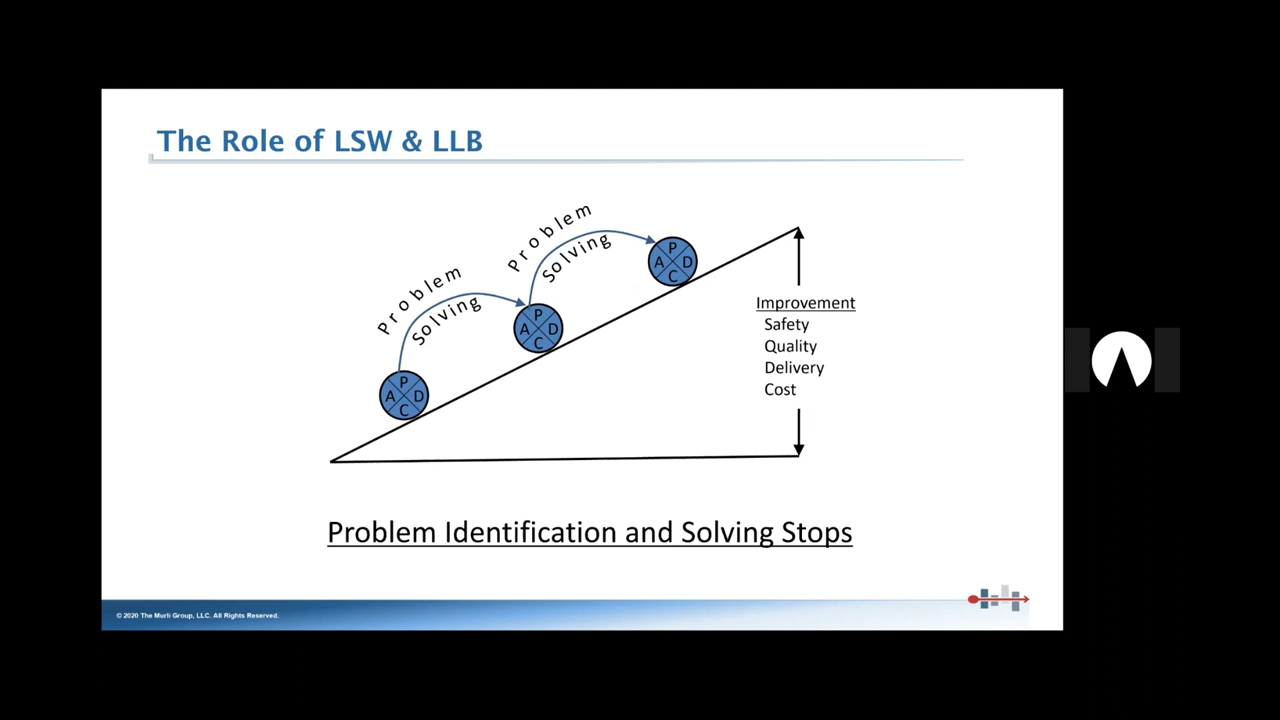 The Role of LSW & LLB
Problem
Solving
Problem
Solving
P
A D
C
P
A D
C
P
A D
C
Improvement
Safety
Quality
Delivery
Cost
Problem Identification and Solving Stops
© 2020 The Murli Group, LLC. All Rights Reserved.